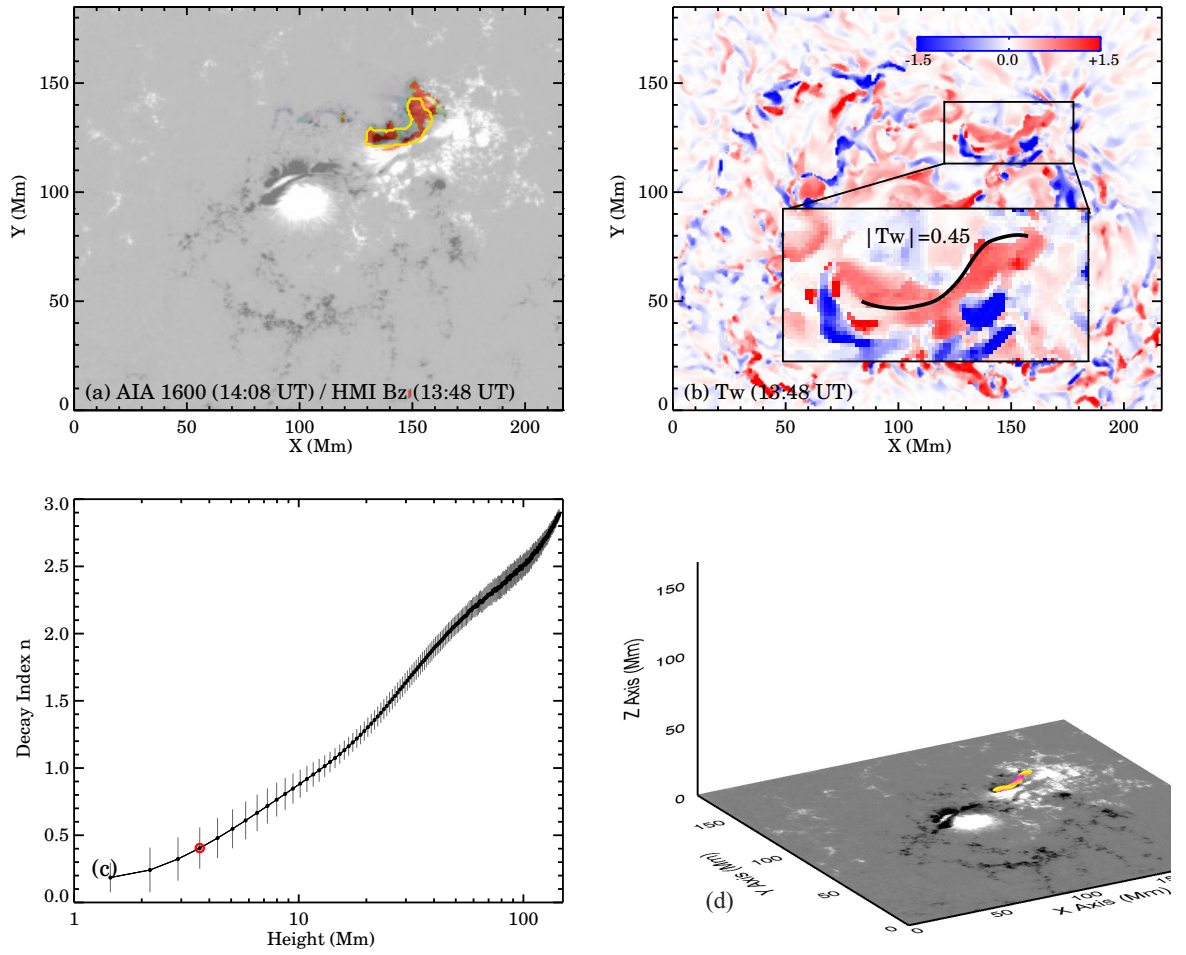 150
100
50
0
Y (Mm)
(a) AIA 1600 (14:08 UT) / HMI Bz (13:48 UT)
0 50 100 150 200
X (Mm)
-1.5 0.0 +1.5
150
100
50
0
Y (Mm)
|Tw|=0.45
(b) Tw (13:48 UT)
0 50 100 150 200
X (Mm)
3.0
2.5
2.0
1.5
1.0
0.5
0.0
Decay Index n
(c)
1 10 100
Height (Mm)
150
100
50
0
Z Axis (Mm)
150
100
50
0
Y Axis (Mm)
0
50
100
X Axis (Mm)
(d)